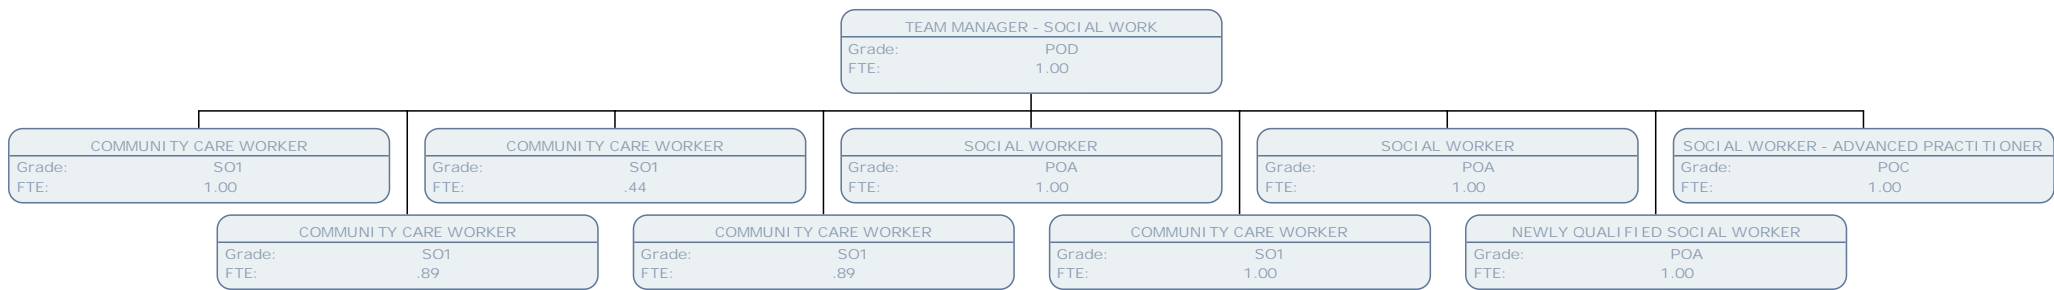 TEAM MANAGER - SOCIAL WORK
Grade: POD
FTE: 1.00
COMMUNITY CARE WORKER
Grade: SO1
FTE: 1.00
COMMUNITY CARE WORKER
Grade: SO1
FTE: .44
SOCIAL WORKER
Grade: POA
FTE: 1.00
SOCIAL WORKER
Grade: POA
FTE: 1.00
SOCIAL WORKER - ADVANCED PRACTITIONER
Grade: POC
FTE: 1.00
COMMUNITY CARE WORKER
Grade: SO1
FTE: .89
COMMUNITY CARE WORKER
Grade: SO1
FTE: .89
COMMUNITY CARE WORKER
Grade: SO1
FTE: 1.00
NEWLY QUALIFIED SOCIAL WORKER
Grade: POA
FTE: 1.00